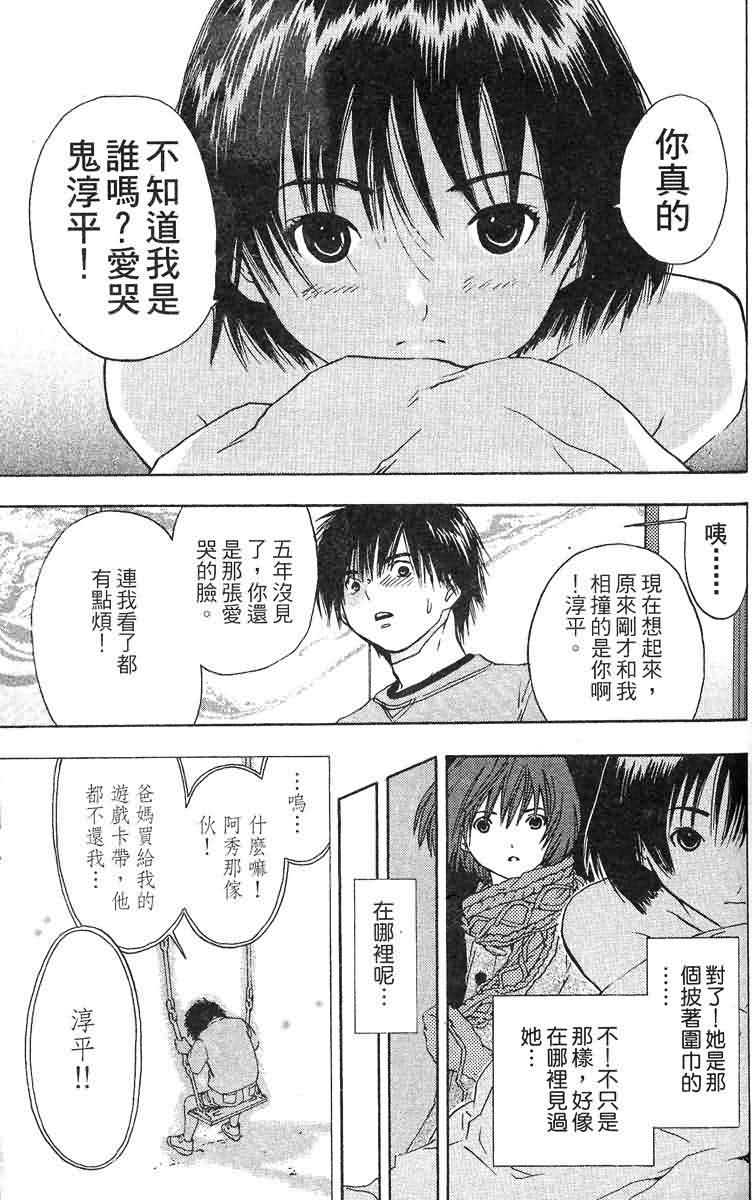 你真的
不知道我是
誰嗎？愛哭
鬼淳平！
咦……
現在想起來，
原來剛才和我
相撞的是你啊
！淳平。
五年沒見
了，你還
是那張愛
哭的臉。
連我看了都
有點煩！
對了！她是那
個披著圍巾的
……
不！不只是
那樣，好像
在哪裡見過
她…
在哪裡呢…
…嗚…
什麼嘛！
阿秀那傢
伙！
爸媽買給我的
遊戲卡帶，他
都不還我…
淳平!!